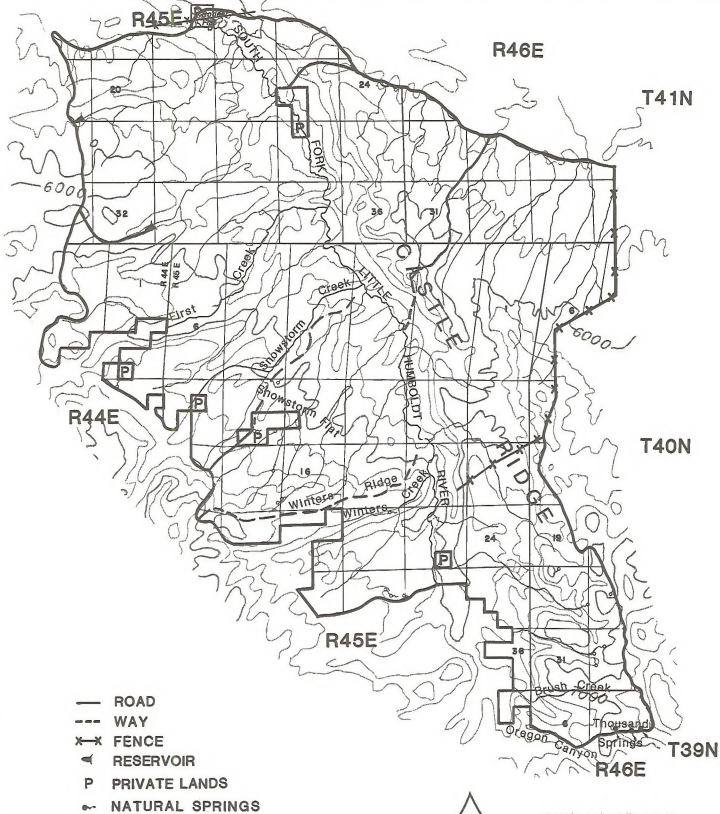 R45E
P
SOUTH
R46E
20
24
T41N
P
FORK
6000
32
36
31
CASTLE
R 44 E
R 45 E
Creek
LITTLE
First
Creek
6
6
6000
Snowstorm
HUMBOLDT
P
R44E
P
Snowstorm Flat
P
RIDGE
T40N
16
RIVER
Winters Ridge
Creek
Winters
24
19
P
R45E
36
31
Brush Creek
7000
6
Thousand
Springs
Oregon Canyon
T39N
R46E
ROAD
WAY
FENCE
RESERVOIR
P PRIVATE LANDS
NATURAL SPRINGS